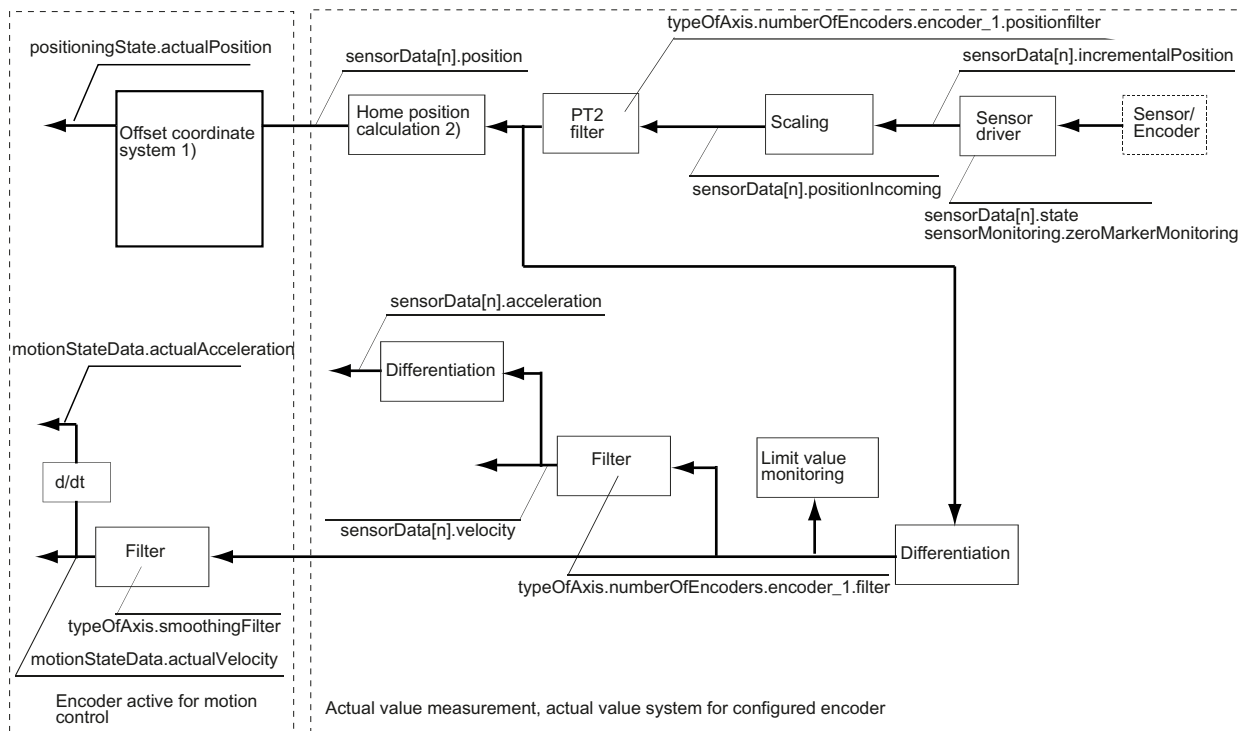 typeOfAxis.numberOfEncoders.encoder_1.positionfilter
positioningState.actualPosition
sensorData[n].position
sensorData[n].incrementalPosition
Offset coordinate
system 1)
Home position
calculation 2)
PT2
filter
Scaling
Sensor
driver
Sensor/
Encoder
sensorData[n].positionIncoming
sensorData[n].state
sensorMonitoring.zeroMarkerMonitoring
sensorData[n].acceleration
motionStateData.actualAcceleration
Differentiation
d/dt
Filter
Limit value
monitoring
sensorData[n].velocity
Filter
Differentiation
typeOfAxis.numberOfEncoders.encoder_1.filter
typeOfAxis.smoothingFilter
motionStateData.actualVelocity
Encoder active for motion
control
Actual value measurement, actual value system for configured encoder